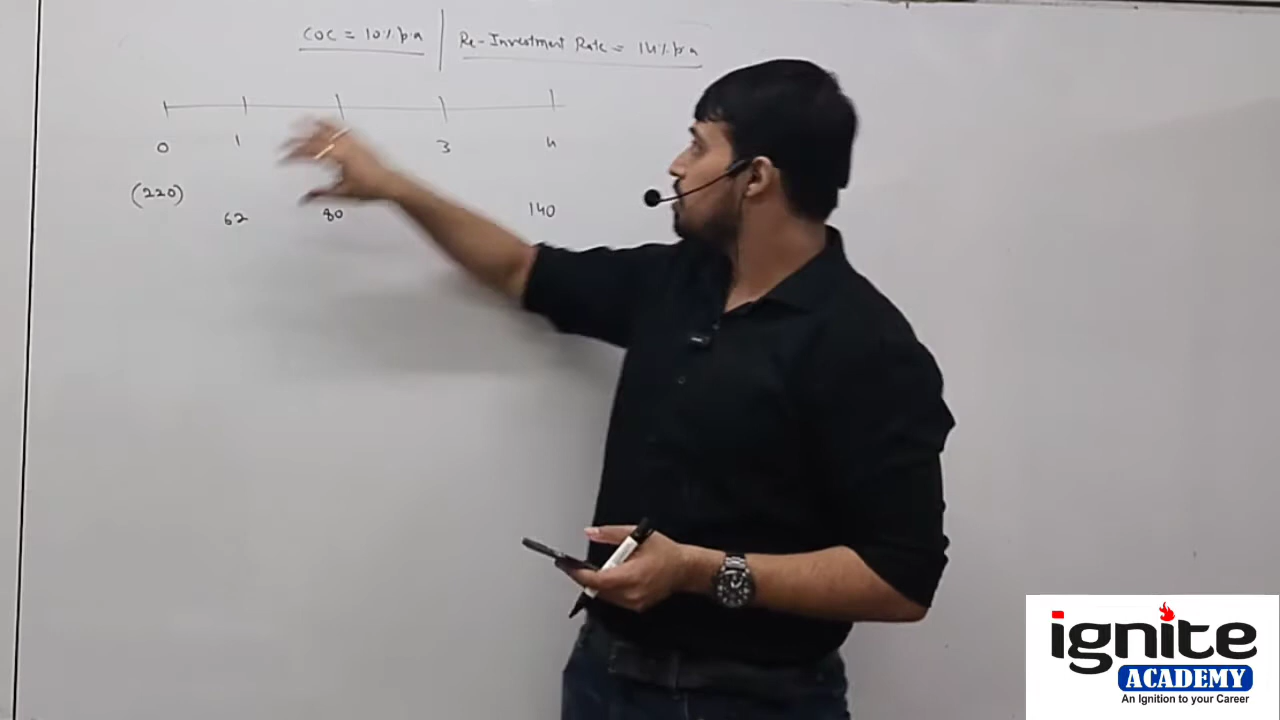 COC = 10% p.a | Re-Investment Rate = 14% p.a
0 1 3 4
(220)
62 80 140
ignite
ACADEMY
An Ignition to your Career